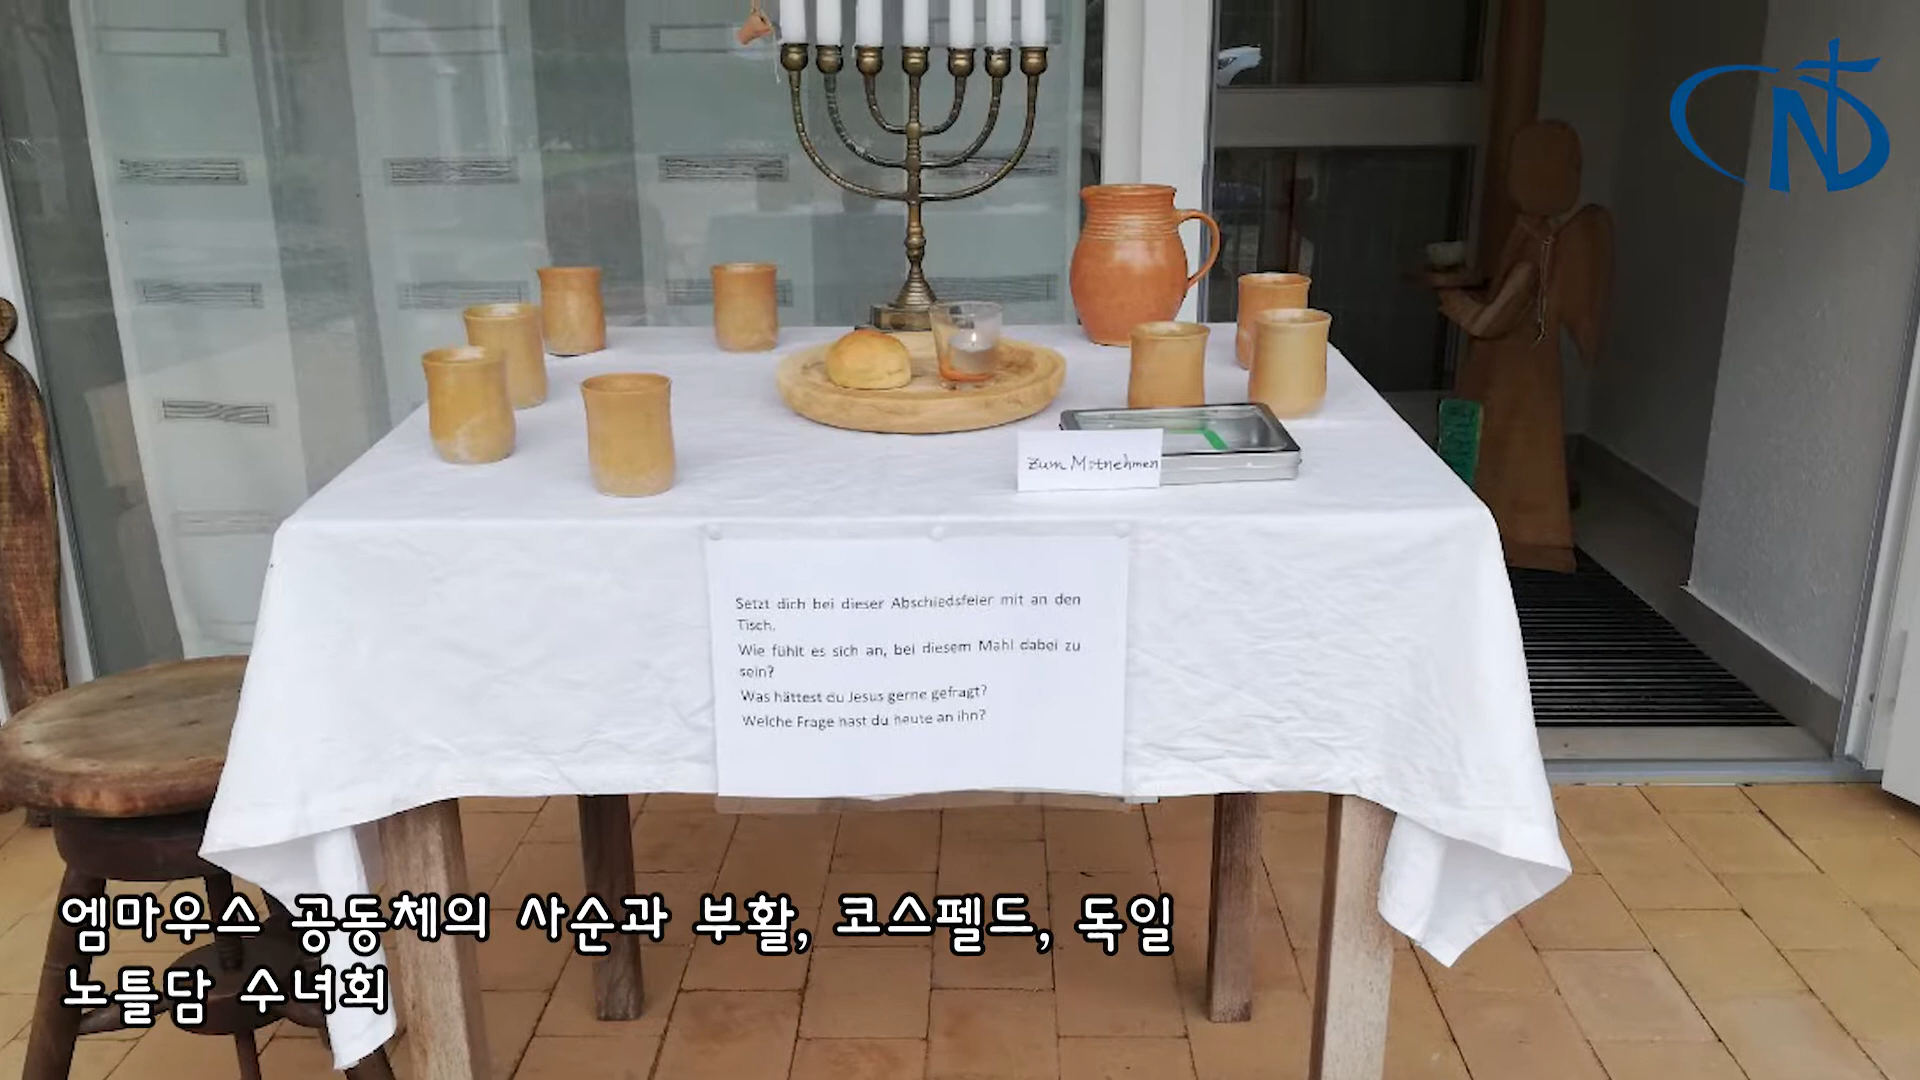 zum Mitnehmen
Setzt dich bei dieser Abschiedsfeier mit an den
Tisch.
Wie fühlt es sich an, bei diesem Mahl dabei zu
sein?
Was hättest du Jesus gerne gefragt?
Welche Frage hast du heute an ihn?
엠마우스 공동체의 사순과 부활, 코스펠드, 독일
노틀담 수녀회